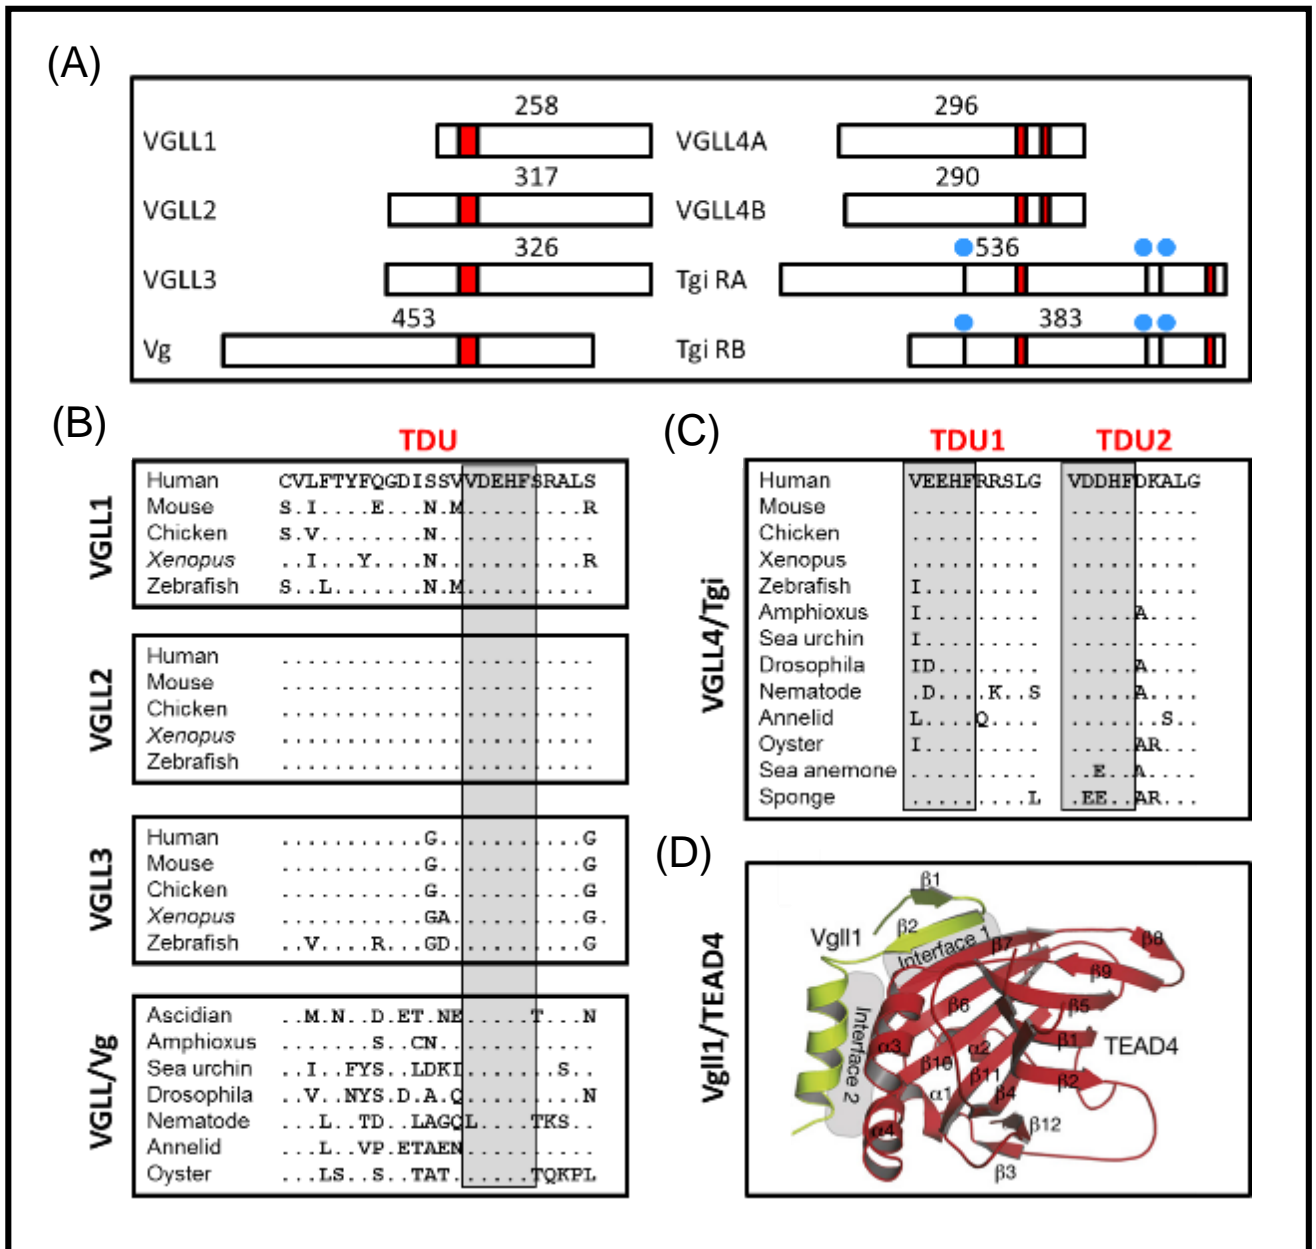 (A)
VGLL1 258
VGLL2 317
VGLL3 326
Vg 453
VGLL4A 296
VGLL4B 290
Tgi RA 536
Tgi RB 383
(B)
TDU
VGLL1
Human CVLFTYFQGDISSVVDEHFSRALS
Mouse S.I....E...N.M.........R
Chicken S.V........N............
Xenopus ..I...Y....N...........R
Zebrafish S..L.......N.M..........
VGLL2
Human ........................
Mouse ........................
Chicken ........................
Xenopus ........................
Zebrafish ........................
VGLL3
Human ...........G...........G
Mouse ...........G...........G
Chicken ...........G...........G
Xenopus ...........GA..........G.
Zebrafish ..V....R...GD..........G
VGLL/Vg
Ascidian ..M.N..D.ET.NE.....T...N
Amphioxus .......S..CN............
Sea urchin ..I..FYS..LDKI.......S..
Drosophila ..V..NYS.D.A.Q.........N
Nematode ...L..TD..LAGQL....TKS..
Annelid ...L..VP.ETAEN..........
Oyster ...LS..S..TAT......TQKPL
(C)
TDU1 TDU2
VGLL4/Tgi
Human VEEHFRRSLG VDDHFDKALG
Mouse .......... ..........
Chicken .......... ..........
Xenopus .......... ..........
Zebrafish I......... ..........
Amphioxus I......... .....A....
Sea urchin I......... ..........
Drosophila ID........ .....A....
Nematode .D....K..S .....A....
Annelid L....Q.... .......S..
Oyster I......... .....AR...
Sea anemone .......... ..E..A....
Sponge .........L .EE..AR...
(D)
Vgll1/TEAD4
β1
β2
Vgll1
Interface 1
β7
β8
β9
β6
β5
Interface 2
α3
α2
β1
TEAD4
β10
β11
β2
α1
β4
α4
β12
β3